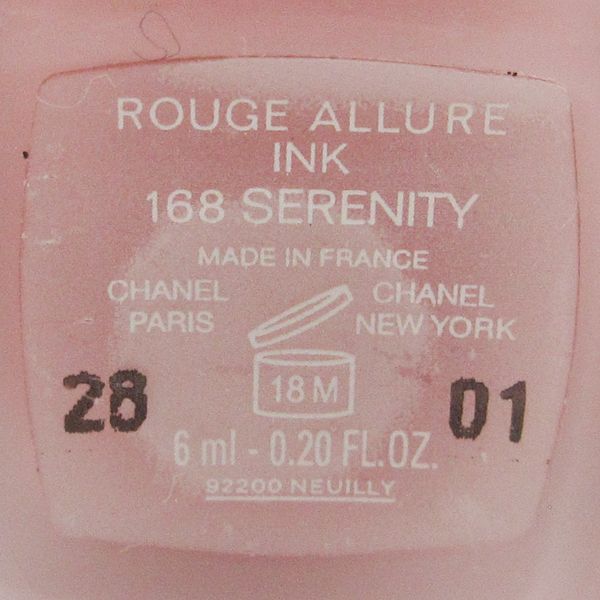 ROUGE ALLURE
INK
168 SERENITY
MADE IN FRANCE
CHANEL CHANEL
PARIS NEW YORK
18 M
28 01
6 ml - 0.20 FL.OZ.
92200 NEUILLY